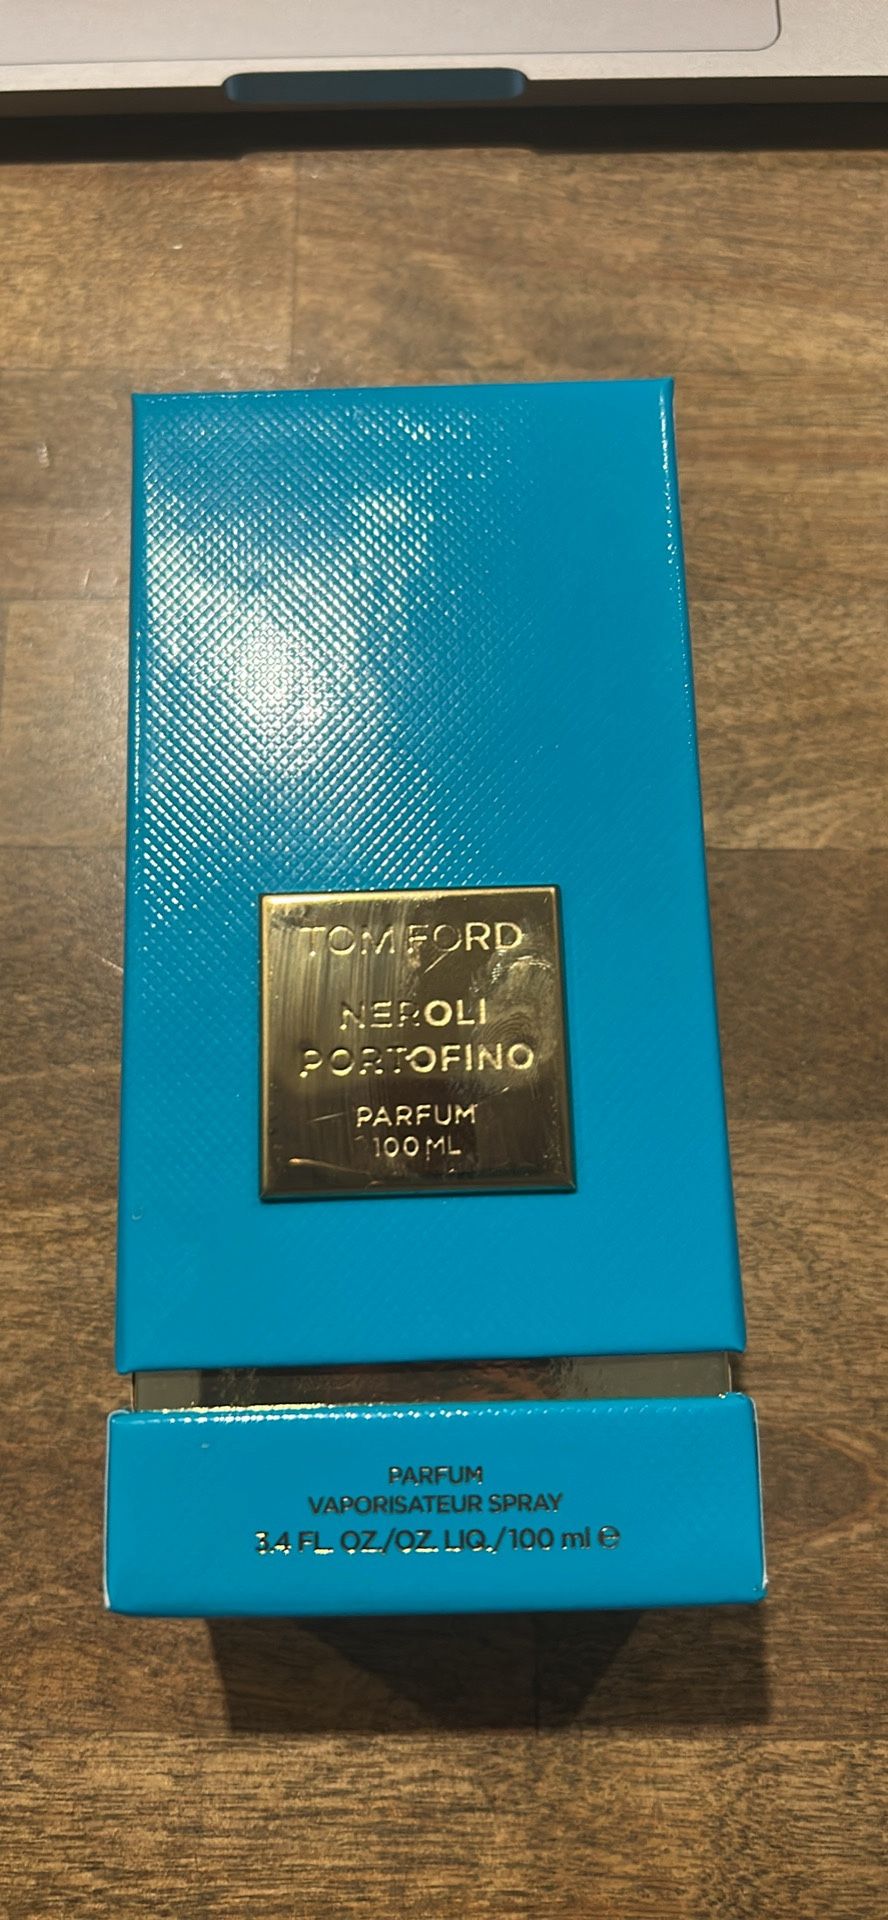 TOM FORD
NEROLI
PORTOFINO
PARFUM
100 ML
PARFUM
VAPORISATEUR SPRAY
3.4 FL. OZ./OZ. LIQ./100 ml ℮